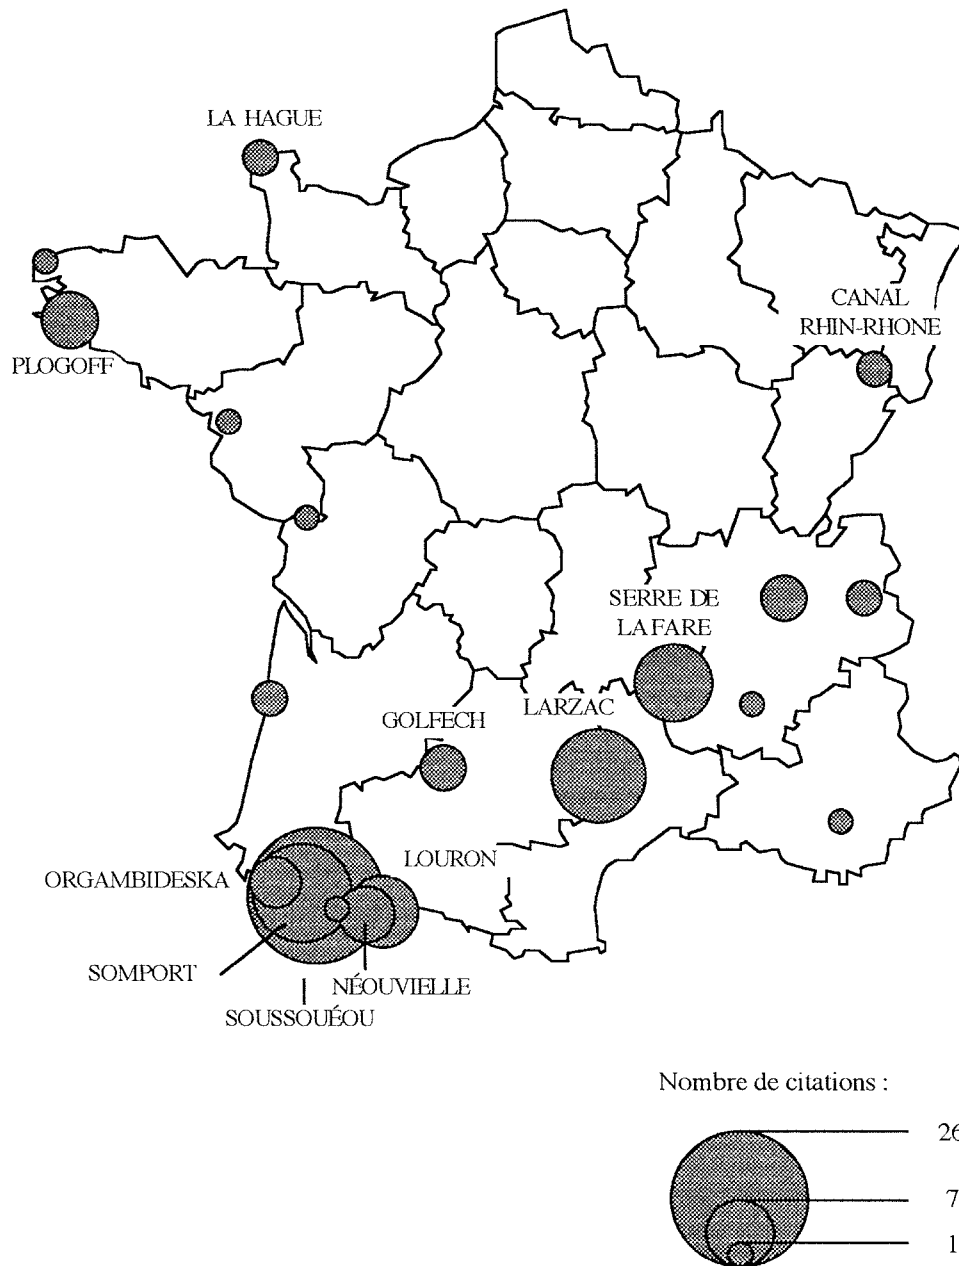 LA HAGUE
CANAL
RHIN-RHONE
PLOGOFF
SERRE DE
LA FARE
LARZAC
GOLFECH
LOURON
ORGAMBIDESKA
SOMPORT
NÉOUVIELLE
SOUSSOUÉOU
Nombre de citations :
26
7
1